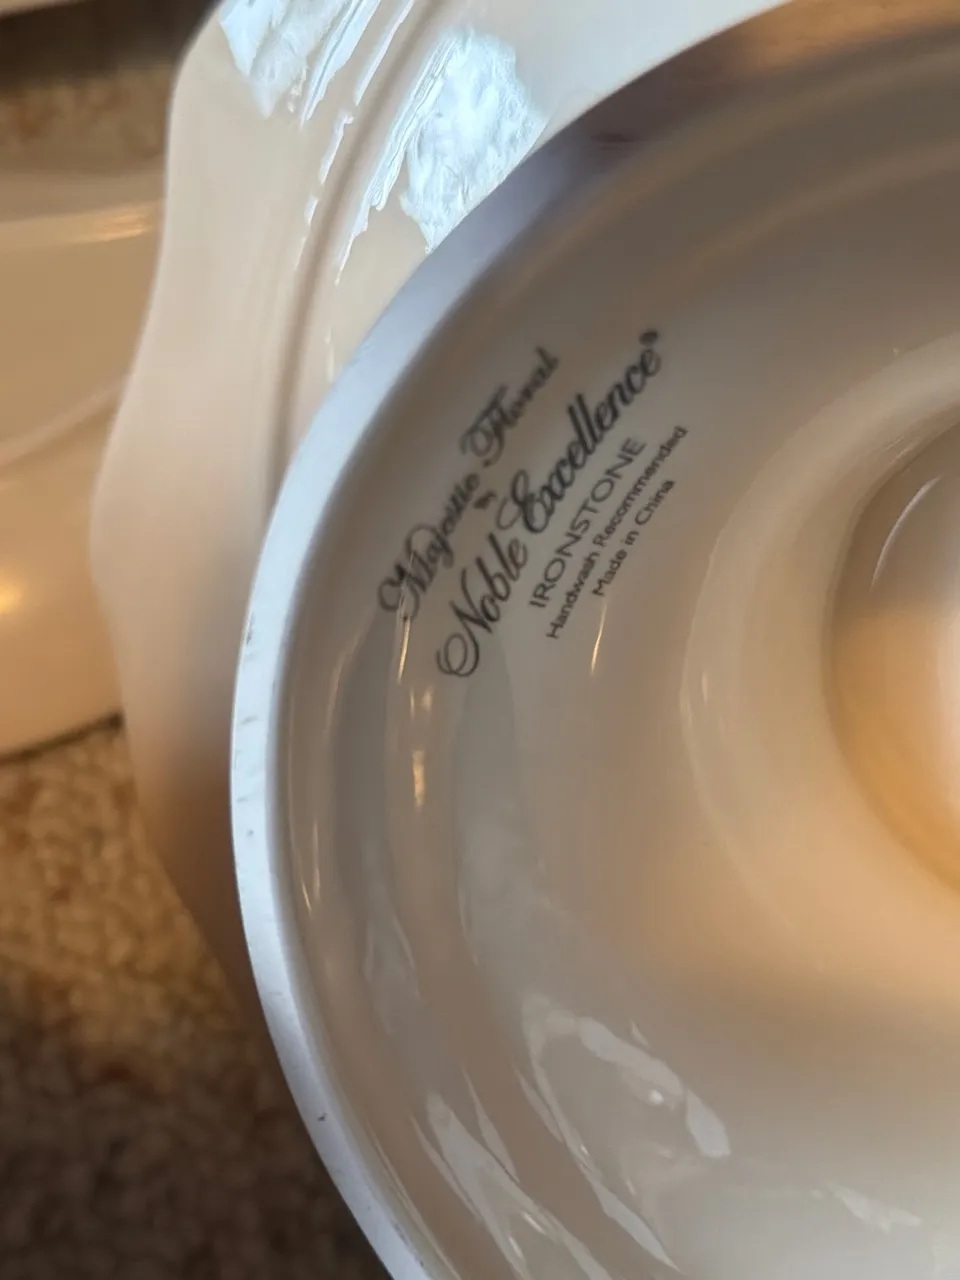 Majestic Floral
by
Noble Excellence®
IRONSTONE
Handwash Recommended
Made in China